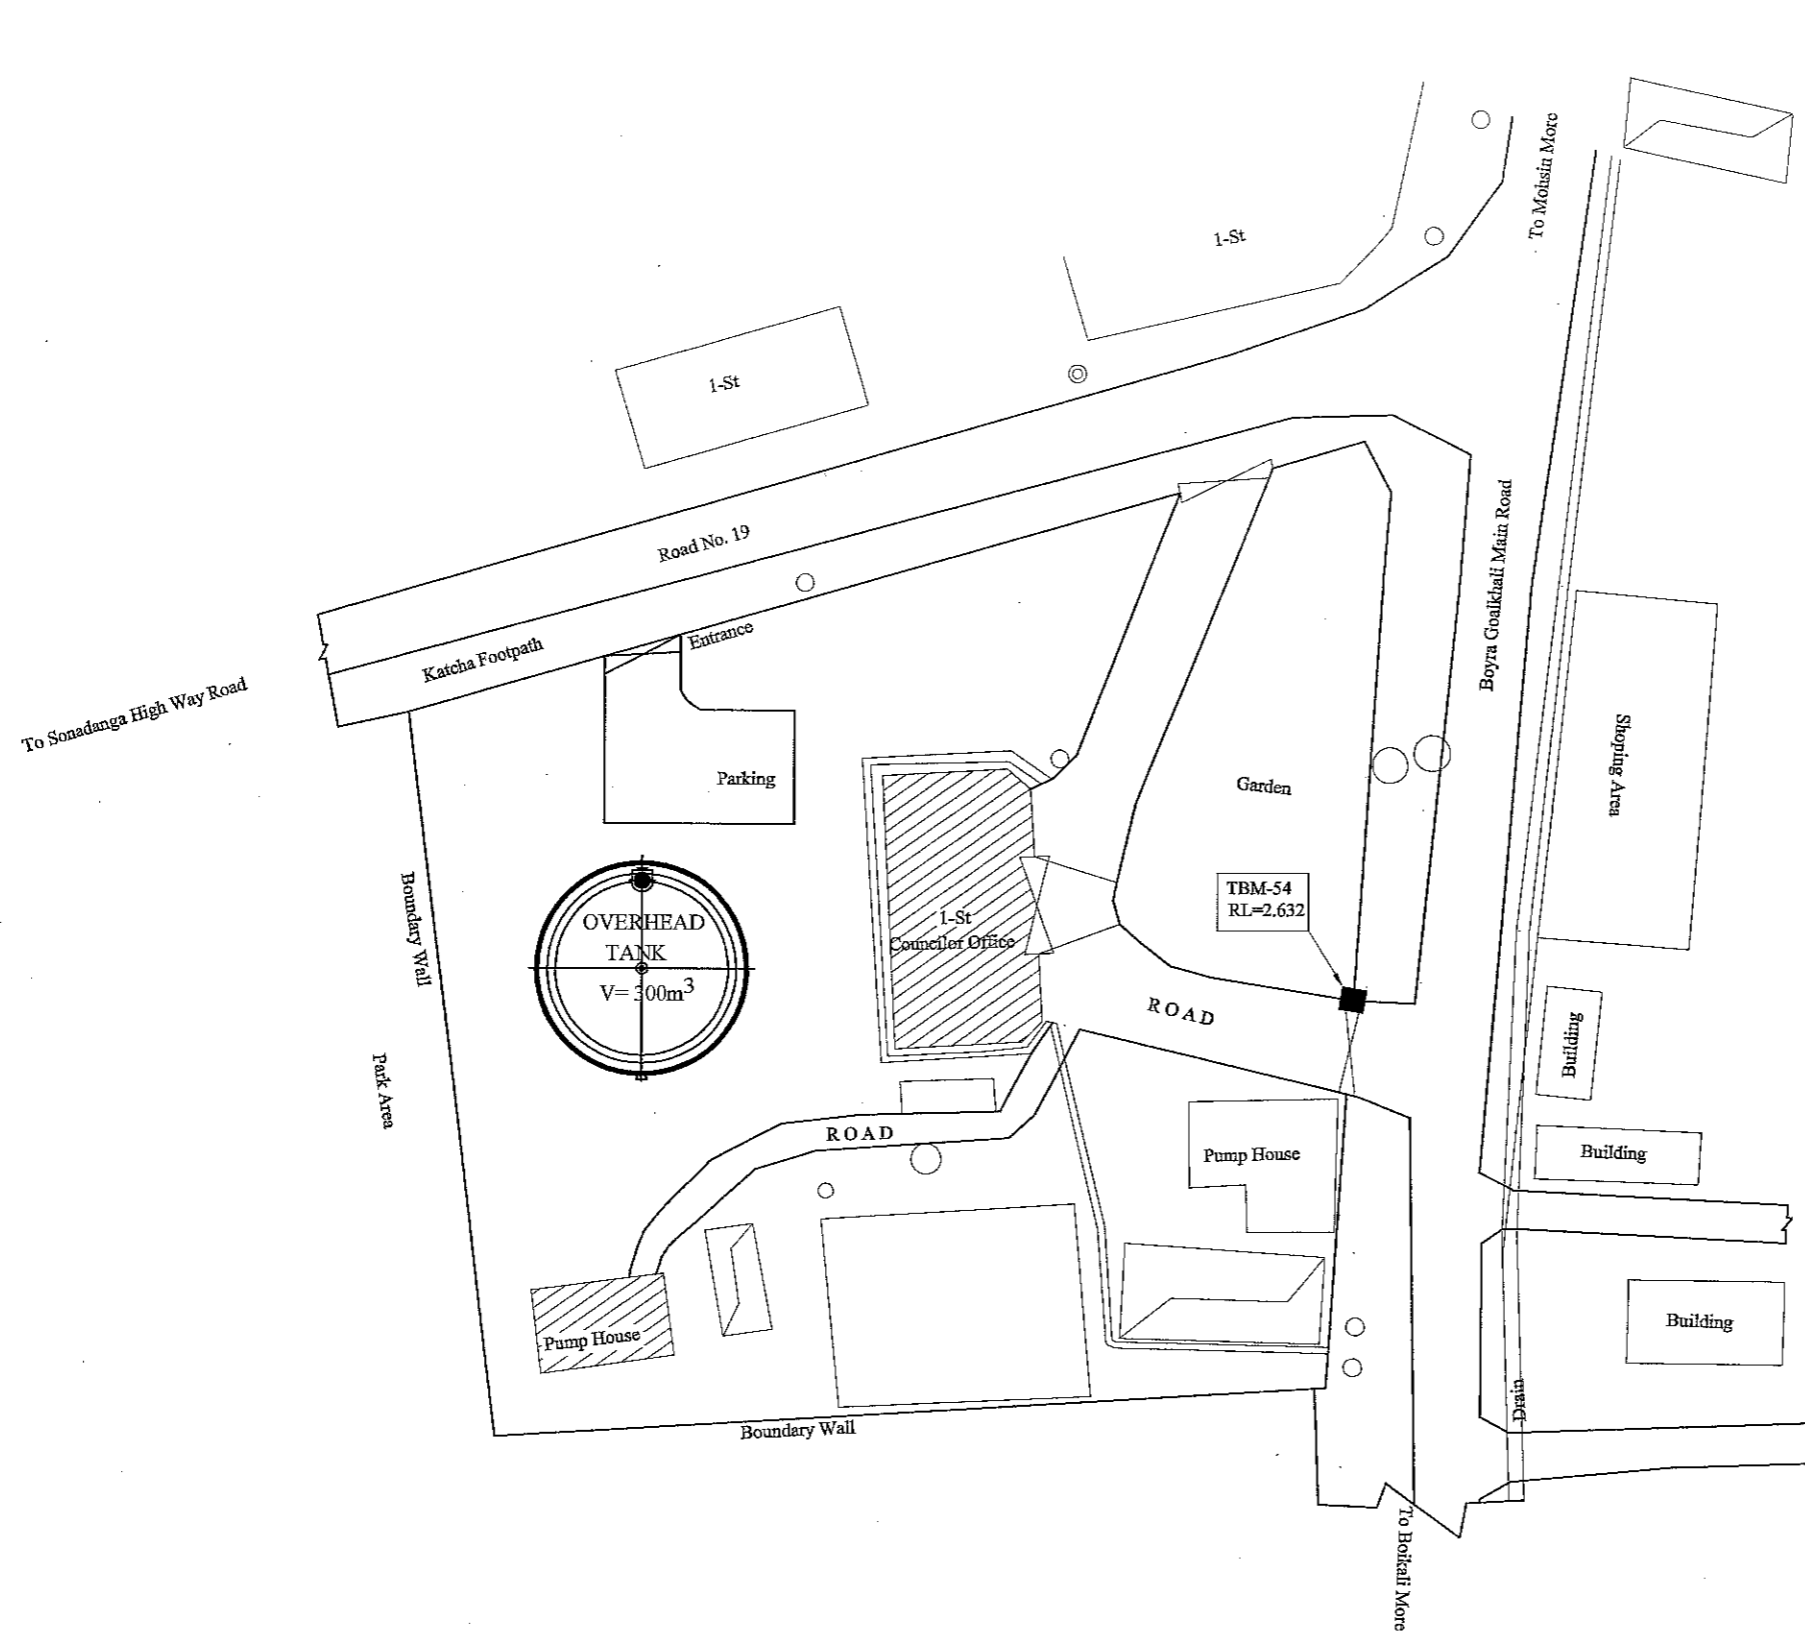 To Mohsin More
1-St
1-St
Road No. 19
Boyra Goalkhali Main Road
Entrance
Katcha Footpath
To Sonadanga High Way Road
Parking
Garden
Shoping Area
Boundary Wall
OVERHEAD
TANK
V= 300m3
1-St
Councilor Office
TBM-54
RL=2.632
ROAD
Building
Park Area
ROAD
Pump House
Building
Building
Pump House
Drain
Boundary Wall
To Boikali More